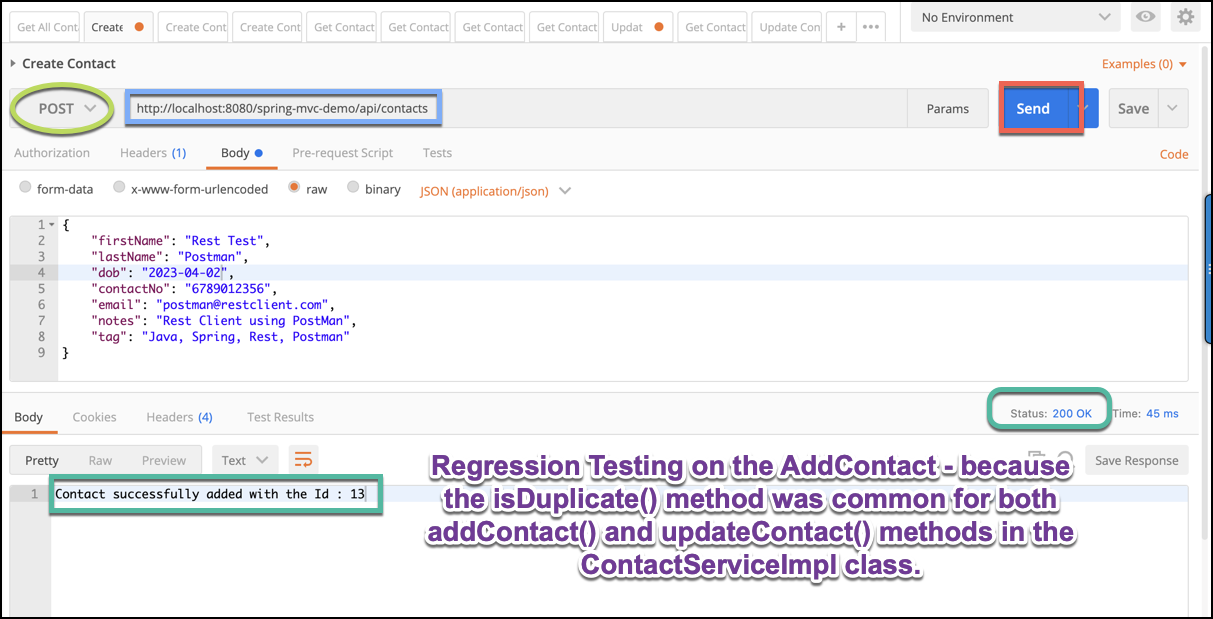 Get All Cont Create Create Cont Create Cont Get Contact Get Contact Get Contact Get Contact Updat Get Contact Update Con + ••• No Environment
Create Contact Examples (0)
POST http://localhost:8080/spring-mvc-demo/api/contacts Params Send Save
Authorization Headers (1) Body Pre-request Script Tests Code
form-data x-www-form-urlencoded raw binary JSON (application/json)
1 {
2 "firstName": "Rest Test",
3 "lastName": "Postman",
4 "dob": "2023-04-02",
5 "contactNo": "6789012356",
6 "email": "postman@restclient.com",
7 "notes": "Rest Client using PostMan",
8 "tag": "Java, Spring, Rest, Postman"
9 }
Body Cookies Headers (4) Test Results Status: 200 OK Time: 45 ms
Pretty Raw Preview Text Save Response
1 Contact successfully added with the Id : 13
Regression Testing on the AddContact - because
the isDuplicate() method was common for both
addContact() and updateContact() methods in the
ContactServiceImpl class.